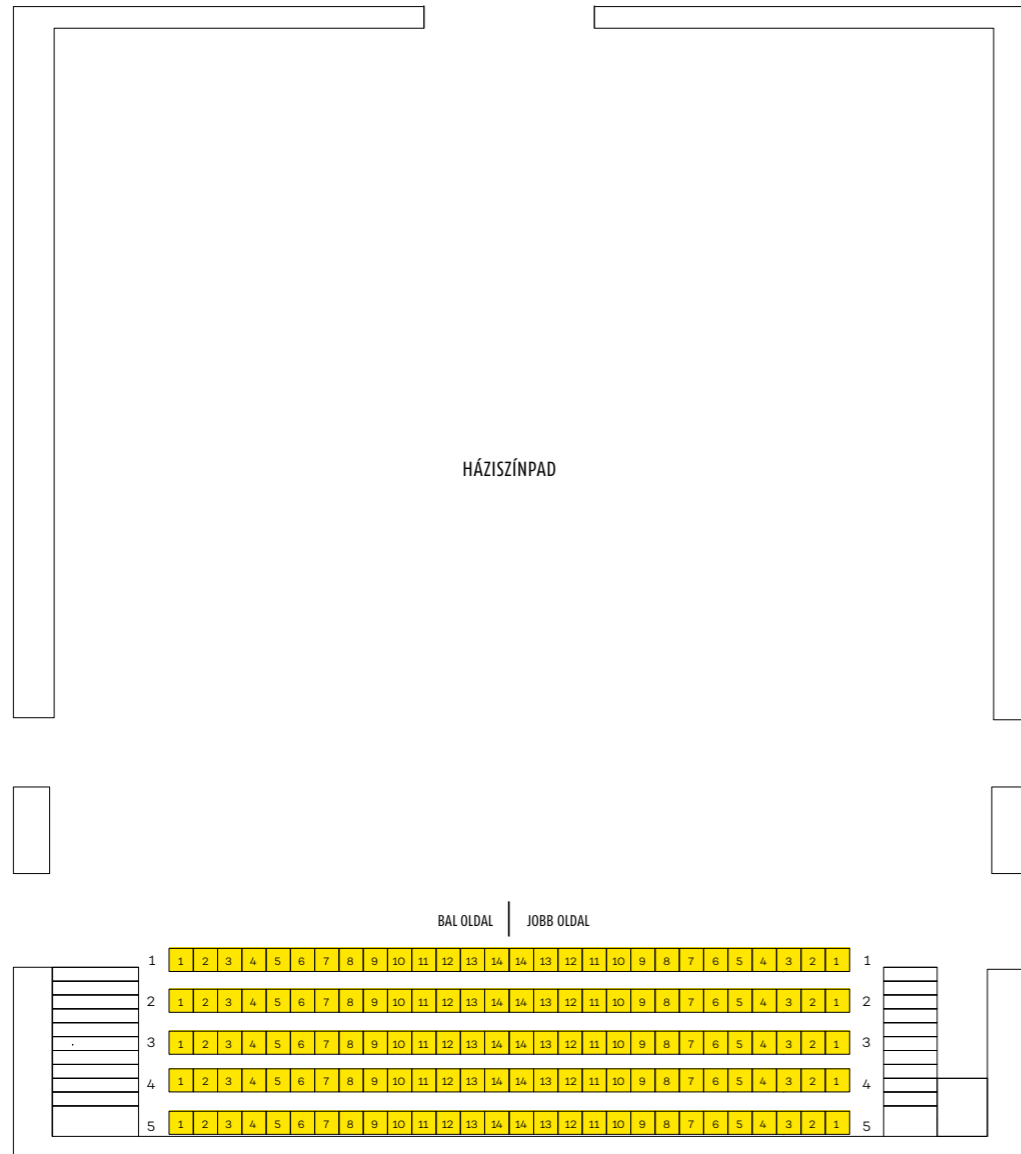 HÁZISZÍNPAD
BAL OLDAL JOBB OLDAL
1 1 2 3 4 5 6 7 8 9 10 11 12 13 14 14 13 12 11 10 9 8 7 6 5 4 3 2 1 1
2 1 2 3 4 5 6 7 8 9 10 11 12 13 14 14 13 12 11 10 9 8 7 6 5 4 3 2 1 2
3 1 2 3 4 5 6 7 8 9 10 11 12 13 14 14 13 12 11 10 9 8 7 6 5 4 3 2 1 3
4 1 2 3 4 5 6 7 8 9 10 11 12 13 14 14 13 12 11 10 9 8 7 6 5 4 3 2 1 4
5 1 2 3 4 5 6 7 8 9 10 11 12 13 14 14 13 12 11 10 9 8 7 6 5 4 3 2 1 5